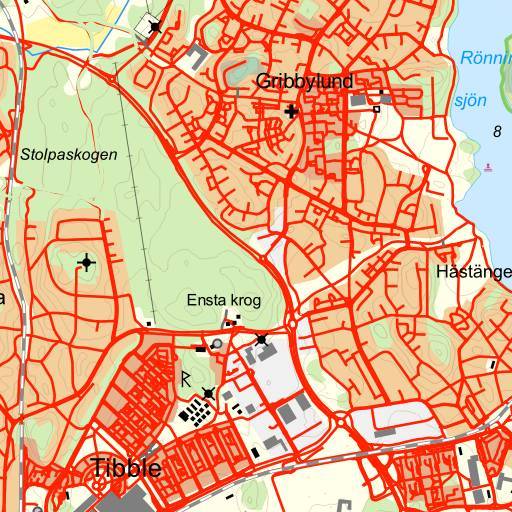 Rönnin
Gribbylund
sjön
8
Stolpaskogen
Hästänge
a
Ensta krog
R
Tibble